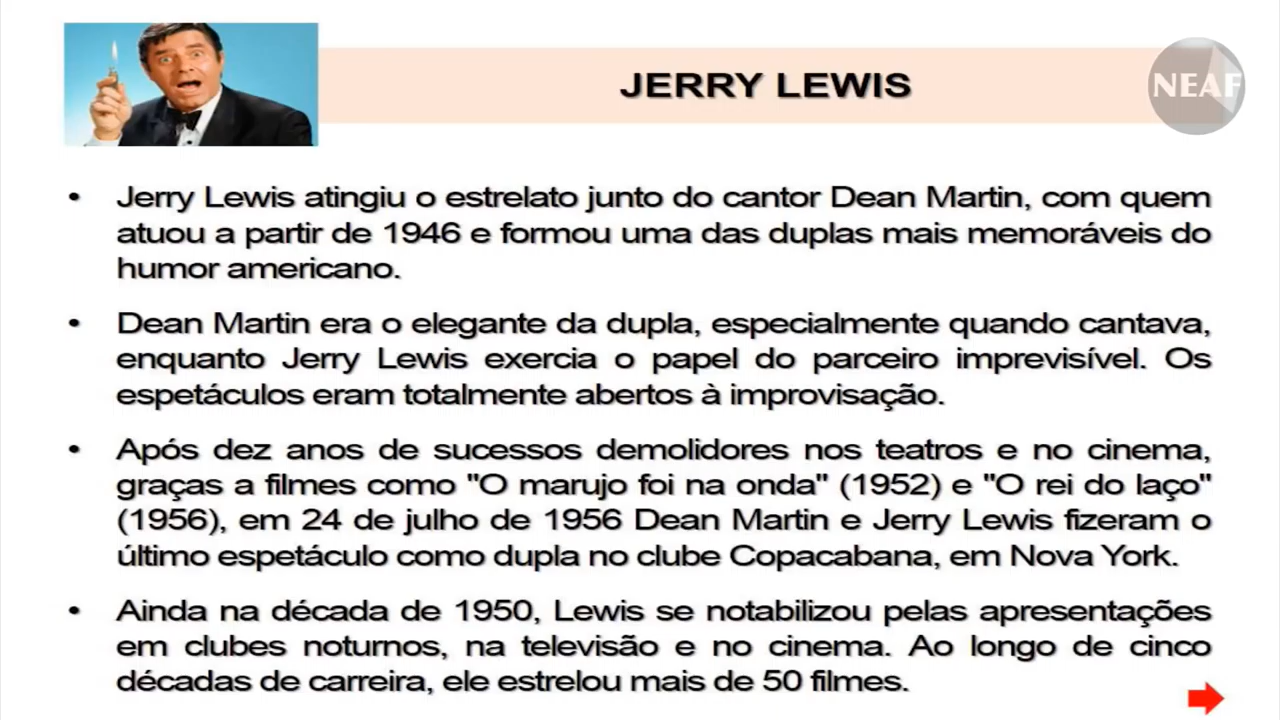 JERRY LEWIS
NEAF
• Jerry Lewis atingiu o estrelato junto do cantor Dean Martin, com quem
atuou a partir de 1946 e formou uma das duplas mais memoráveis do
humor americano.
• Dean Martin era o elegante da dupla, especialmente quando cantava,
enquanto Jerry Lewis exercia o papel do parceiro imprevisível. Os
espetáculos eram totalmente abertos à improvisação.
• Após dez anos de sucessos demolidores nos teatros e no cinema,
graças a filmes como "O marujo foi na onda" (1952) e "O rei do laço"
(1956), em 24 de julho de 1956 Dean Martin e Jerry Lewis fizeram o
último espetáculo como dupla no clube Copacabana, em Nova York.
• Ainda na década de 1950, Lewis se notabilizou pelas apresentações
em clubes noturnos, na televisão e no cinema. Ao longo de cinco
décadas de carreira, ele estrelou mais de 50 filmes.